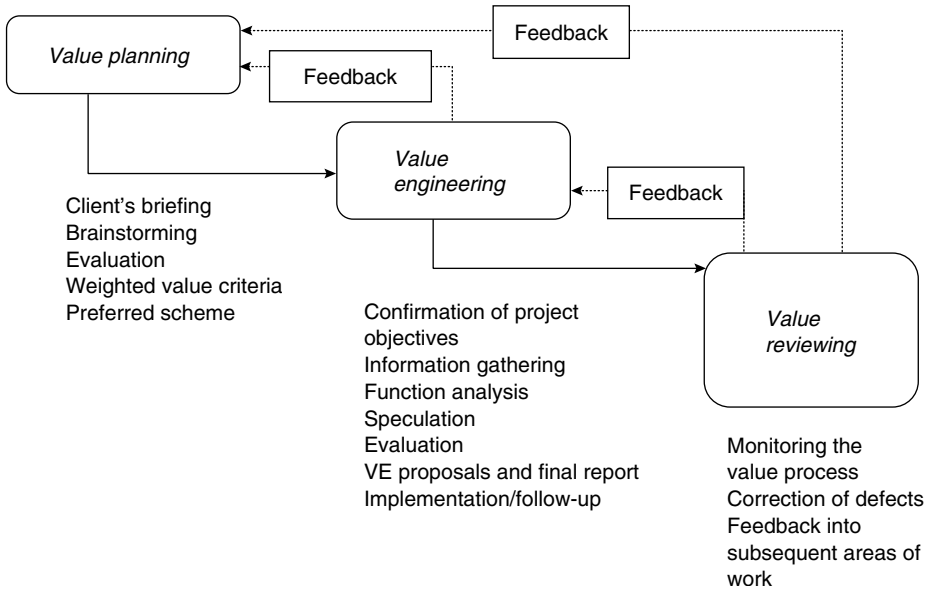 Feedback
Value planning
Feedback
Value
engineering
Feedback
Client's briefing
Brainstorming
Evaluation
Weighted value criteria
Preferred scheme
Value
reviewing
Confirmation of project
objectives
Information gathering
Function analysis
Speculation
Evaluation
VE proposals and final report
Implementation/follow-up
Monitoring the
value process
Correction of defects
Feedback into
subsequent areas of
work